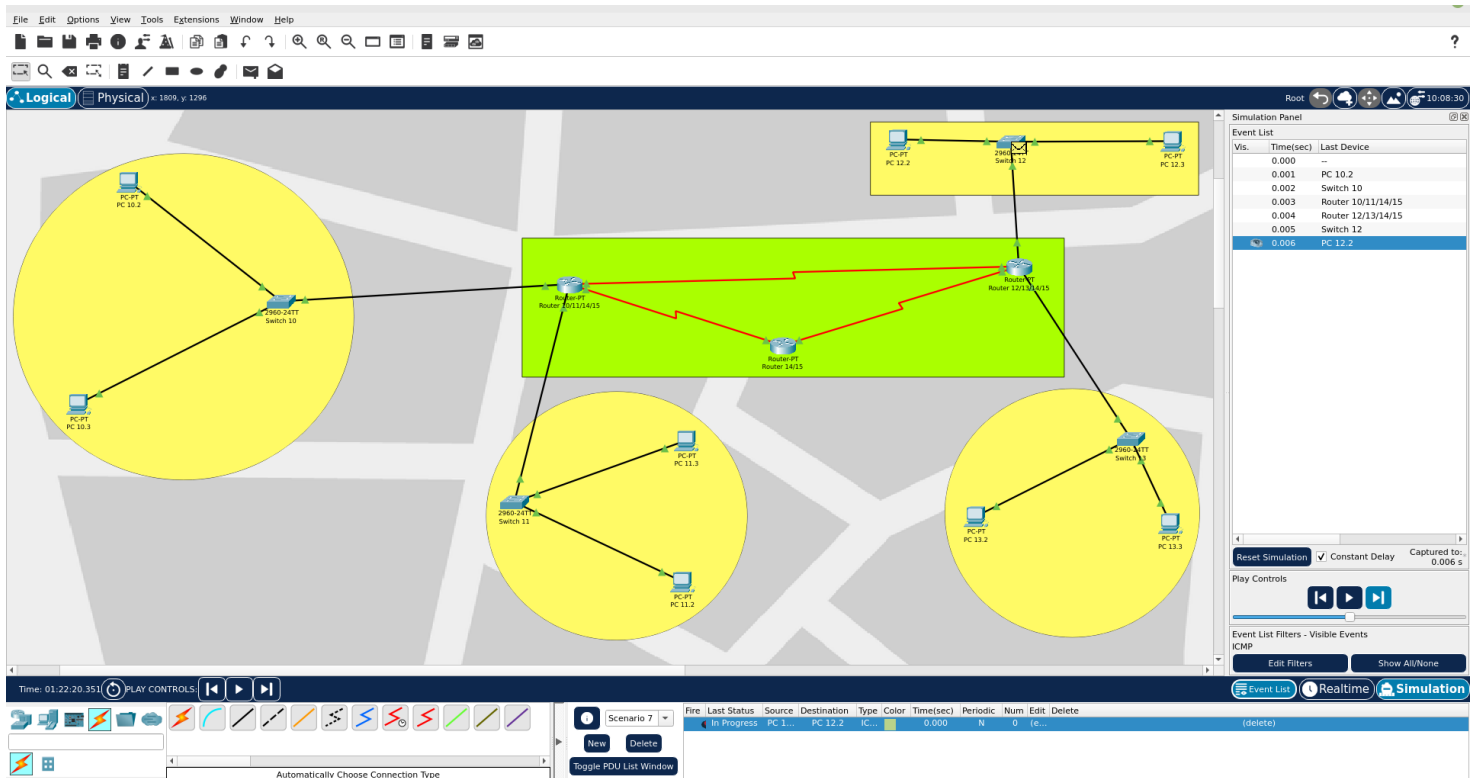 File Edit Options View Tools Extensions Window Help
?
Logical Physical x: 1809, y: 1296 Root 10:08:30
PC-PT
PC 10.2
2960-24TT
Switch 10
PC-PT
PC 10.3
PC-PT
PC 12.2
Switch 12
PC-PT
PC 12.3
Router-PT
Router 10/11/14/15
Router-PT
Router 12/13/14/15
Router-PT
Router 14/15
PC-PT
PC 11.3
2960-24TT
Switch 11
PC-PT
PC 11.2
2960-24TT
Switch 13
PC-PT
PC 13.2
PC-PT
PC 13.3
Simulation Panel
Event List
Vis. Time(sec) Last Device
0.000 --
0.001 PC 10.2
0.002 Switch 10
0.003 Router 10/11/14/15
0.004 Router 12/13/14/15
0.005 Switch 12
0.006 PC 12.2
Reset Simulation Constant Delay Captured to:
0.006 s
Play Controls
Event List Filters - Visible Events
ICMP
Edit Filters Show All/None
Time: 01:22:20.351 PLAY CONTROLS:
Event List Realtime Simulation
Automatically Choose Connection Type
Scenario 7
New Delete
Toggle PDU List Window
Fire Last Status Source Destination Type Color Time(sec) Periodic Num Edit Delete
In Progress PC 1... PC 12.2 IC... 0.000 N 0 (e... (delete)